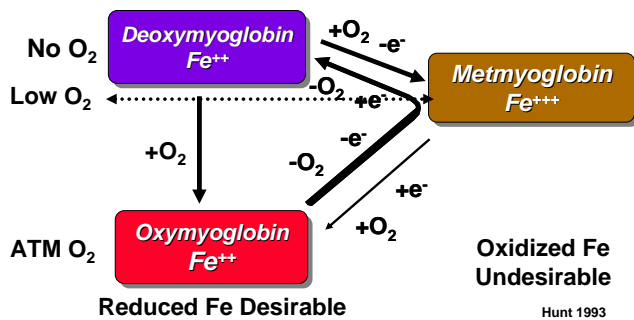 No O₂
Deoxymyoglobin
Fe⁺⁺
+O₂
-e⁻
Metmyoglobin
Fe⁺⁺⁺
Low O₂
-O₂
+e⁻
+O₂
-O₂
-e⁻
+e⁻
+O₂
ATM O₂
Oxymyoglobin
Fe⁺⁺
Oxidized Fe
Undesirable
Reduced Fe Desirable
Hunt 1993